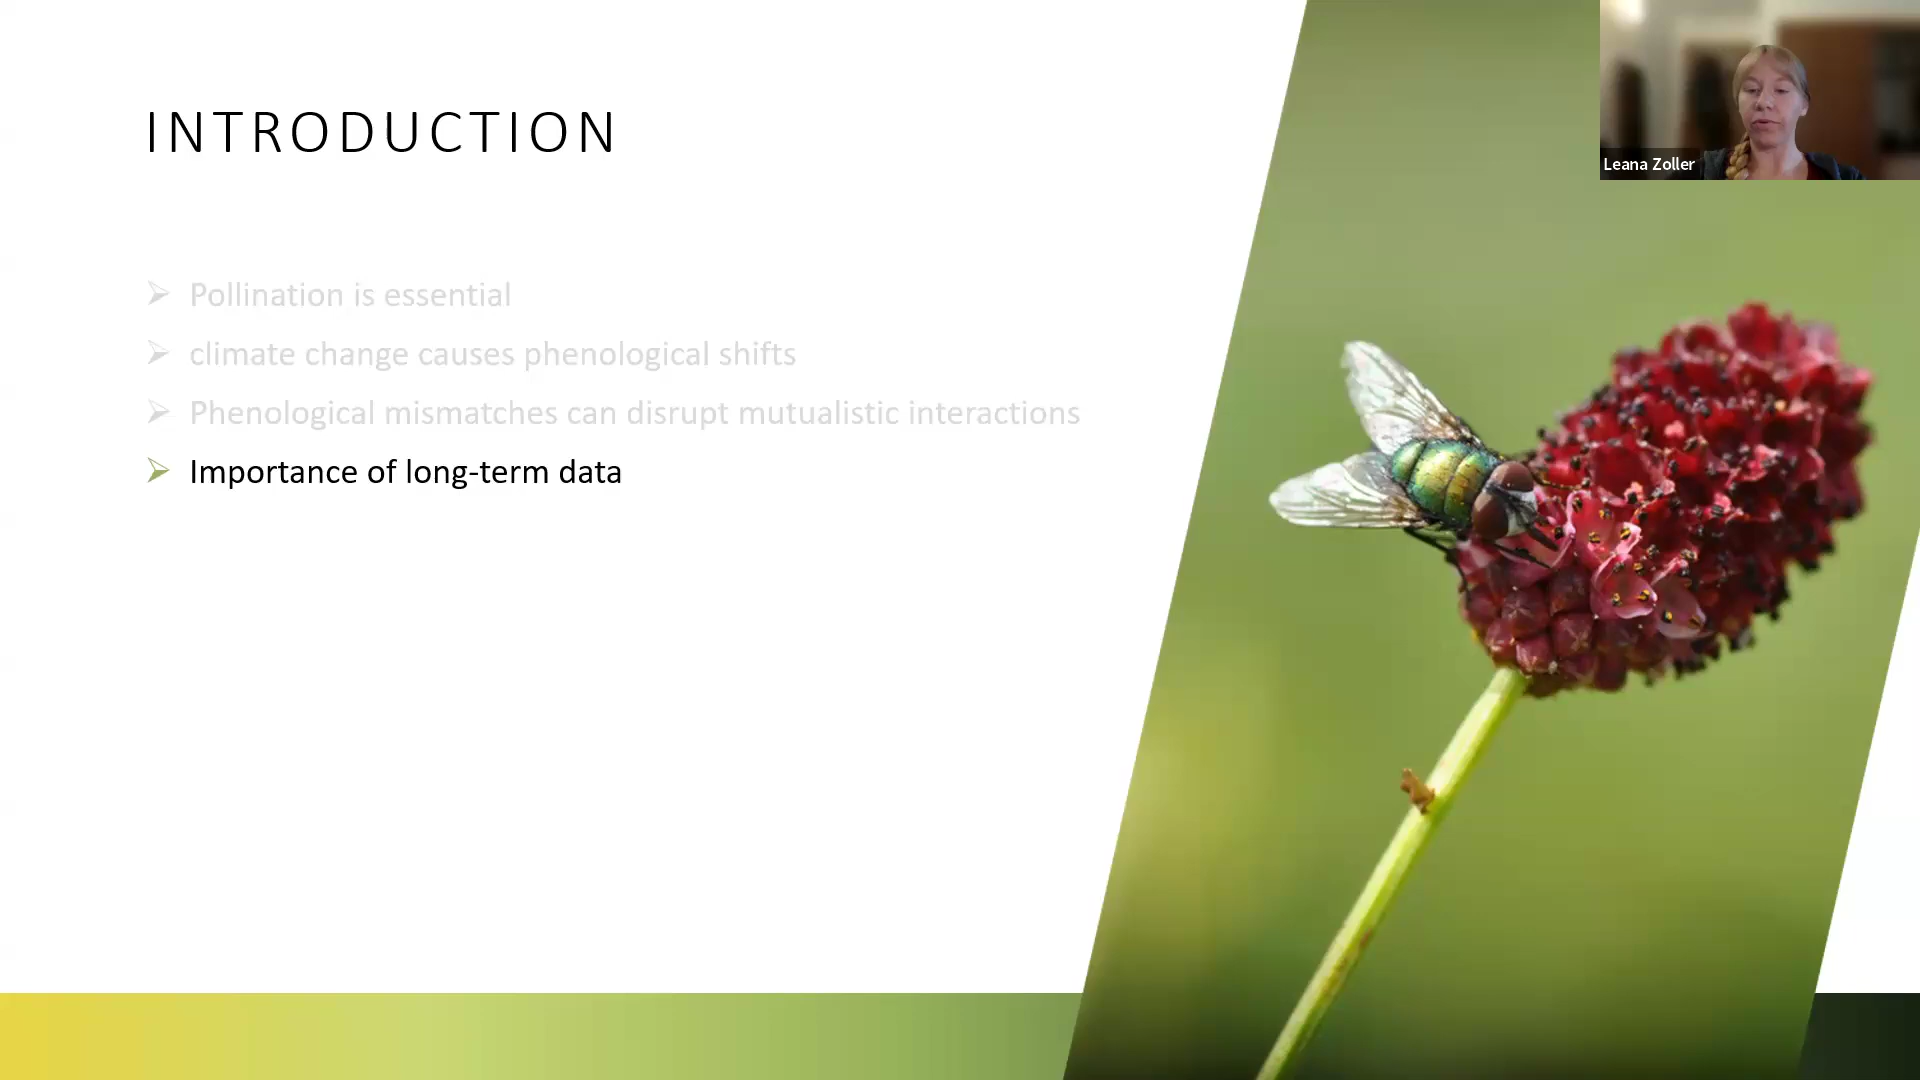 INTRODUCTION
Pollination is essential
climate change causes phenological shifts
Phenological mismatches can disrupt mutualistic interactions
Importance of long-term data
Leana Zoller